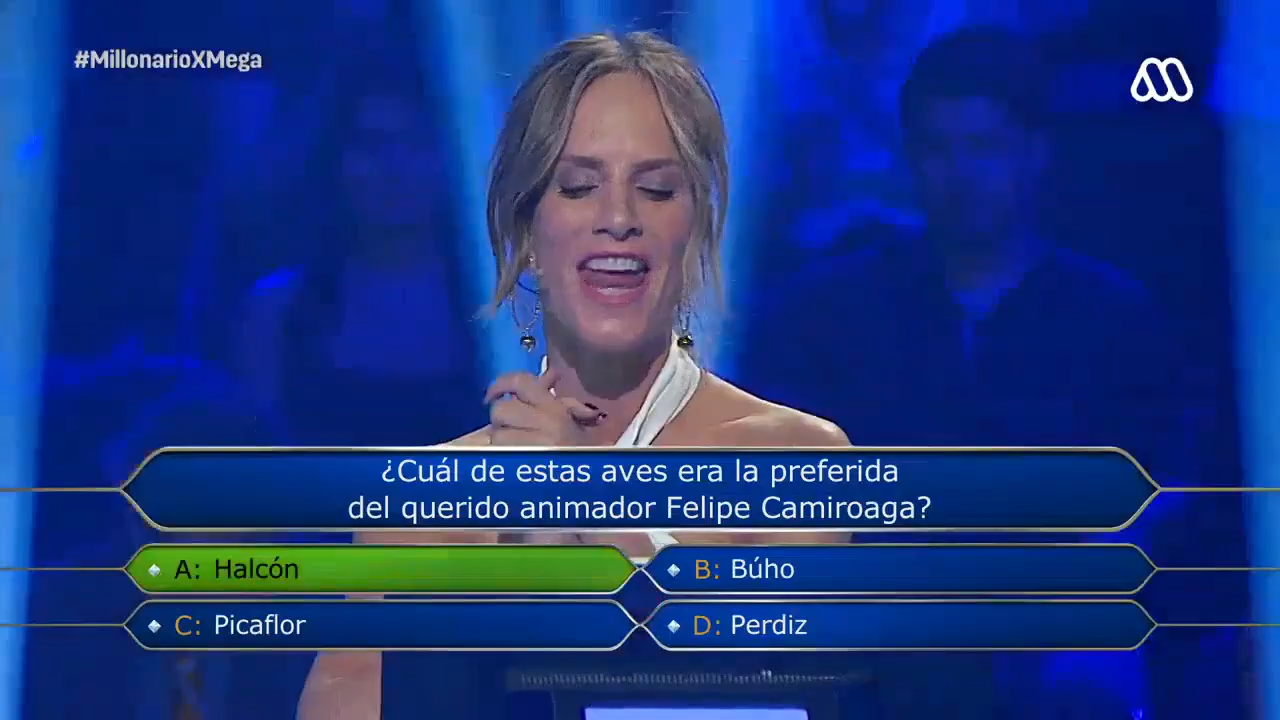 #MillonarioXMega
¿Cuál de estas aves era la preferida
del querido animador Felipe Camiroaga?
A: Halcón
B: Búho
C: Picaflor
D: Perdiz